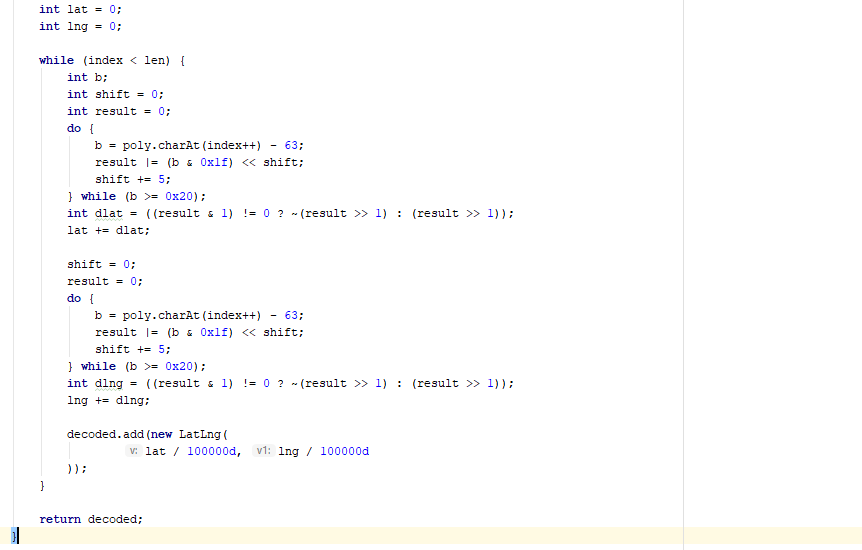 int lat = 0;
int lng = 0;
while (index < len) {
int b;
int shift = 0;
int result = 0;
do {
b = poly.charAt(index++) - 63;
result |= (b & 0x1f) << shift;
shift += 5;
} while (b >= 0x20);
int dlat = ((result & 1) != 0 ? ~(result >> 1) : (result >> 1));
lat += dlat;
shift = 0;
result = 0;
do {
b = poly.charAt(index++) - 63;
result |= (b & 0x1f) << shift;
shift += 5;
} while (b >= 0x20);
int dlng = ((result & 1) != 0 ? ~(result >> 1) : (result >> 1));
lng += dlng;
decoded.add(new LatLng(
v: lat / 100000d, v1: lng / 100000d
));
}
return decoded;
}